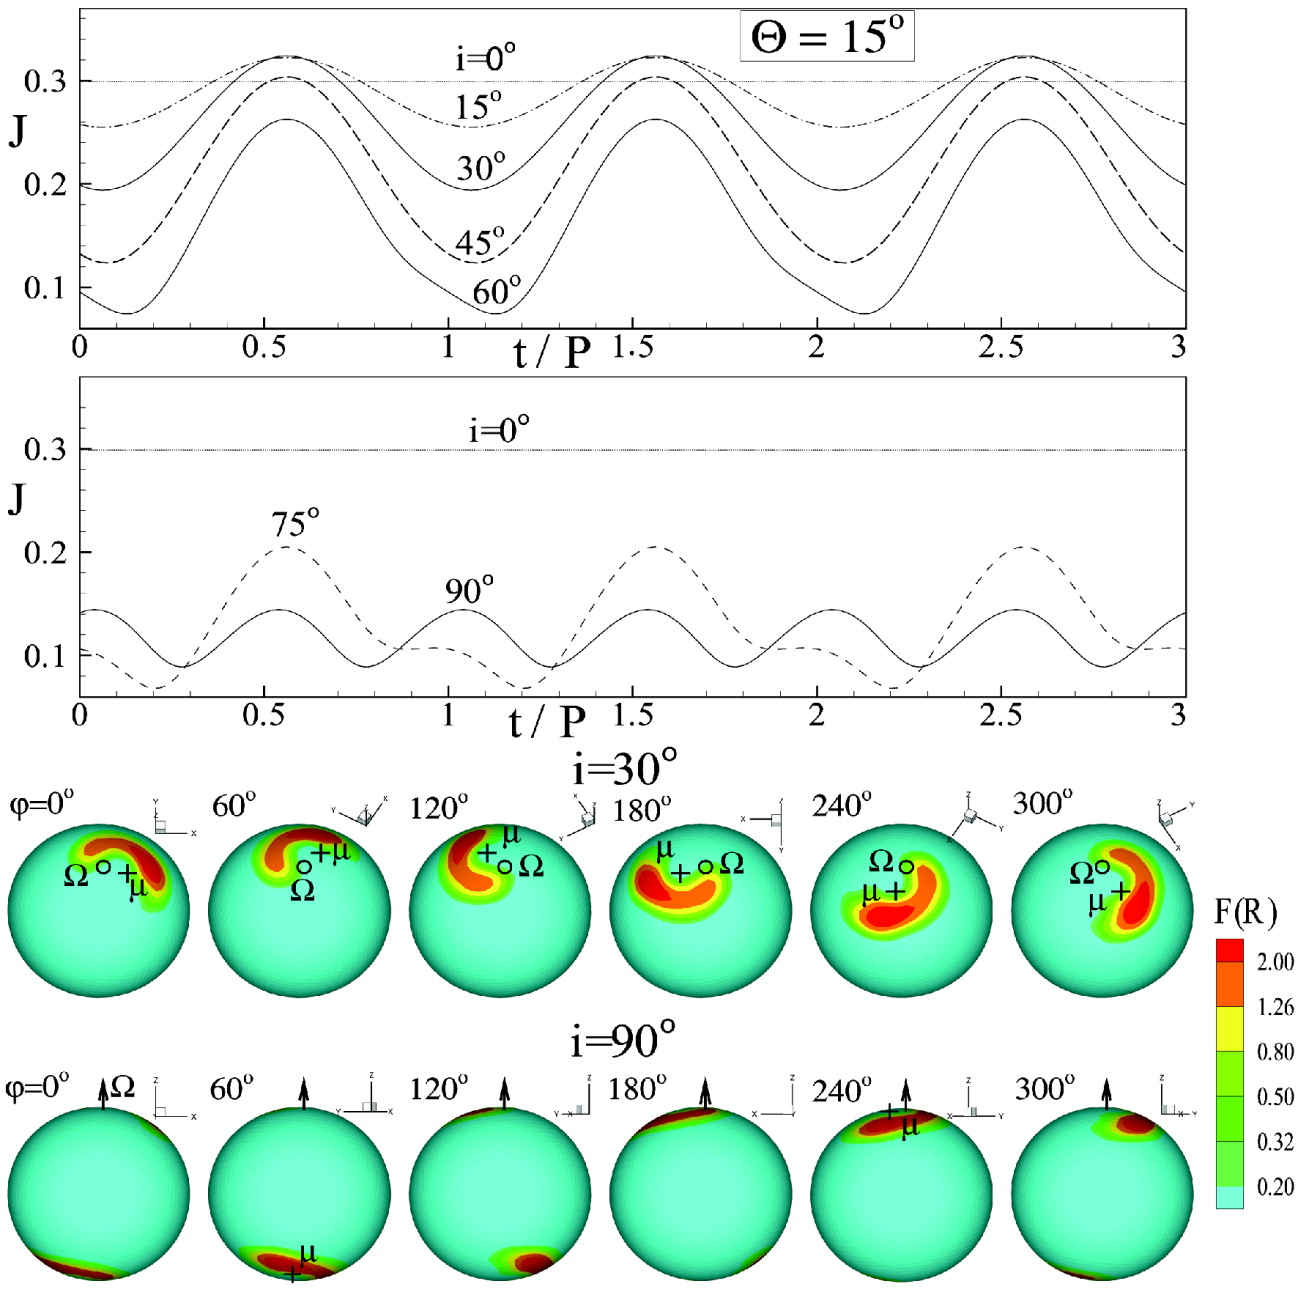 Θ = 15°
i=0°
0.3
15°
J
30°
0.2
45°
0.1
60°
0 0.5 1 1.5 2 2.5 3
t / P
i=0°
0.3
J
75°
0.2
90°
0.1
0 0.5 1 1.5 2 2.5 3
t / P
i=30°
φ=0° 60° 120° 180° 240° 300°
Ω μ Ω μ μ Ω μ Ω Ω μ Ω μ
F(R)
2.00
1.26
0.80
0.50
0.32
0.20
i=90°
φ=0° Ω 60° 120° 180° 240° 300°
μ μ